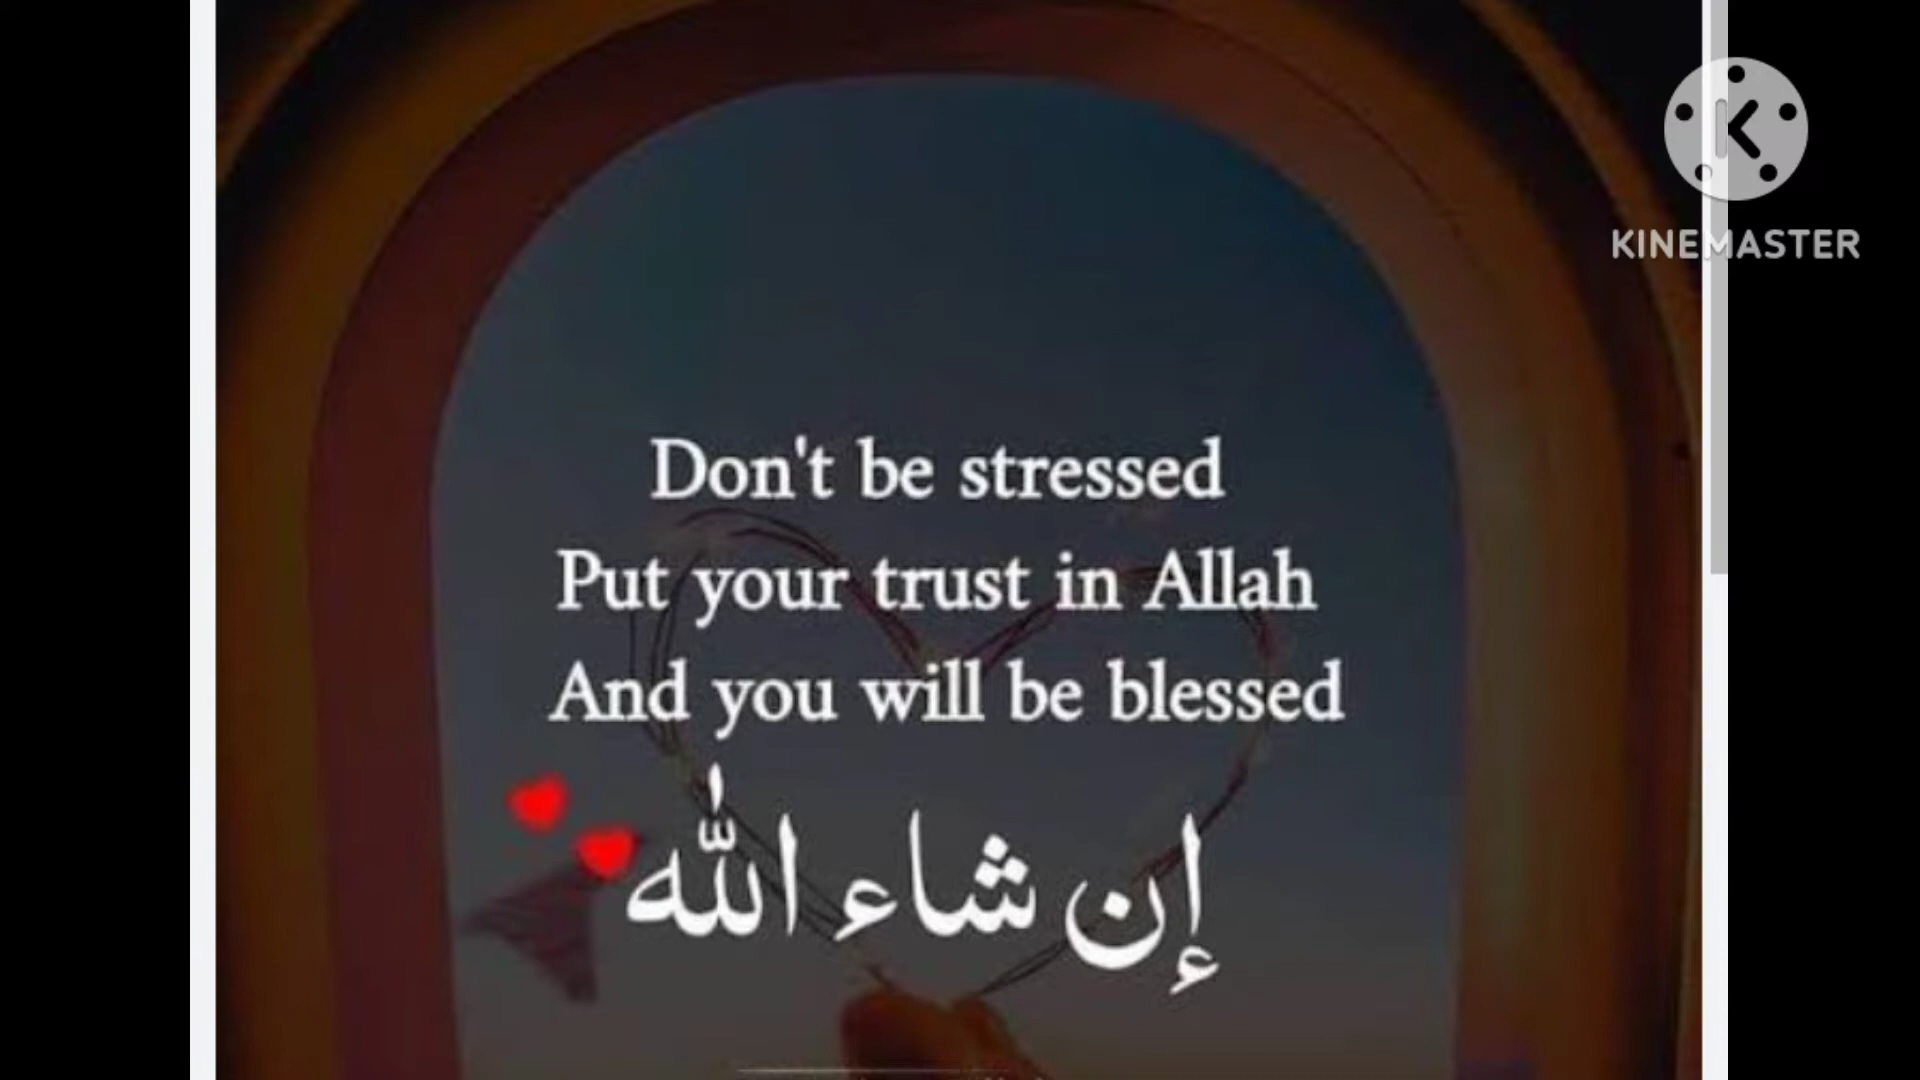 KINEMASTER
Don't be stressed
Put your trust in Allah
And you will be blessed
إن شاء الله